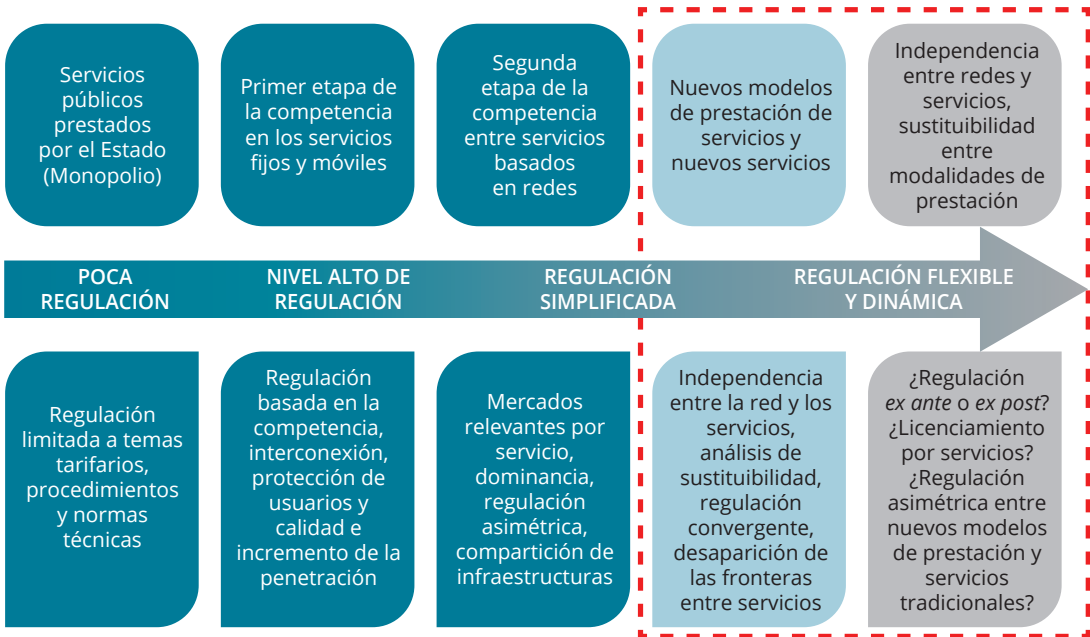 Servicios
públicos
prestados
por el Estado
(Monopolio)
Primer etapa de
la competencia
en los servicios
fijos y móviles
Segunda
etapa de la
competencia
entre servicios
basados
en redes
Nuevos modelos
de prestación de
servicios y
nuevos servicios
Independencia
entre redes y
servicios,
sustituibilidad
entre
modalidades de
prestación
POCA
REGULACIÓN
NIVEL ALTO DE
REGULACIÓN
REGULACIÓN
SIMPLIFICADA
REGULACIÓN FLEXIBLE
Y DINÁMICA
Regulación
limitada a temas
tarifarios,
procedimientos
y normas
técnicas
Regulación
basada en la
competencia,
interconexión,
protección de
usuarios y
calidad e
incremento de la
penetración
Mercados
relevantes por
servicio,
dominancia,
regulación
asimétrica,
compartición de
infraestructuras
Independencia
entre la red y los
servicios,
análisis de
sustituibilidad,
regulación
convergente,
desaparición de
las fronteras
entre servicios
¿Regulación
ex ante o ex post?
¿Licenciamiento
por servicios?
¿Regulación
asimétrica entre
nuevos modelos
de prestación y
servicios
tradicionales?